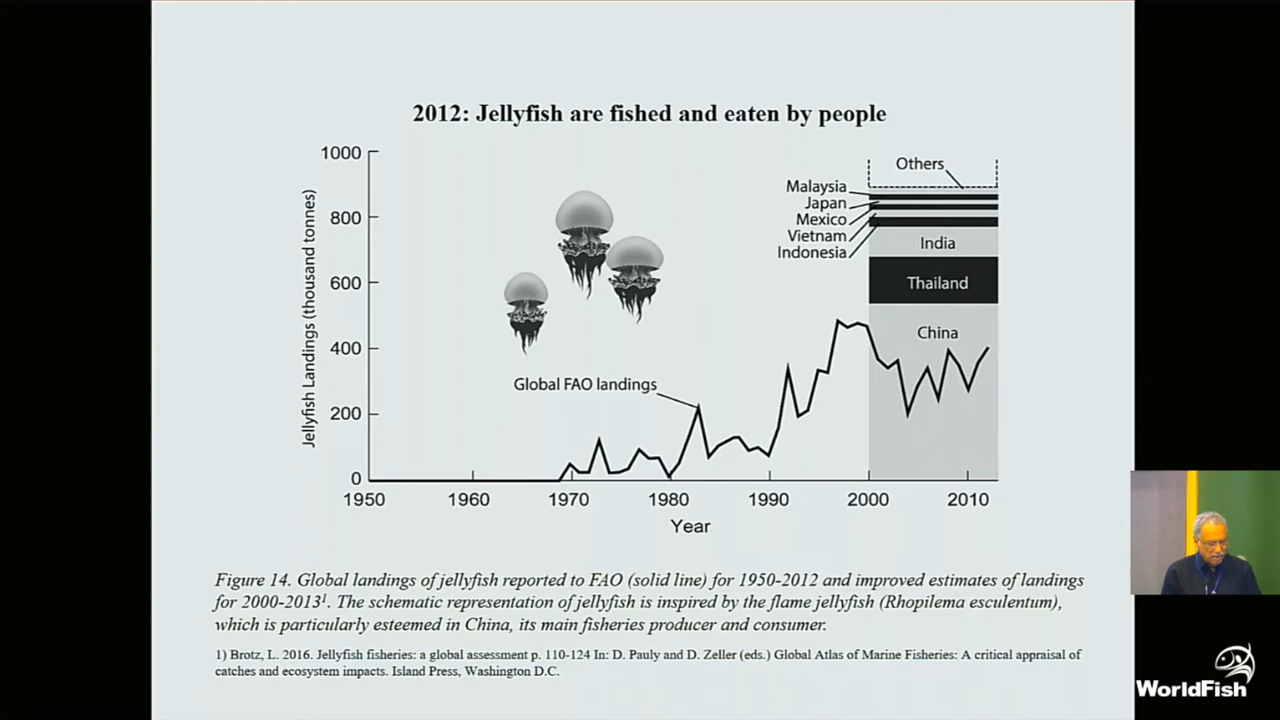 2012: Jellyfish are fished and eaten by people
Jellyfish Landings (thousand tonnes)
1000
800
600
400
200
0
1950
1960
1970
1980
1990
2000
2010
Year
Global FAO landings
Others
Malaysia
Japan
Mexico
Vietnam
Indonesia
India
Thailand
China
Figure 14. Global landings of jellyfish reported to FAO (solid line) for 1950-2012 and improved estimates of landings
for 2000-2013¹. The schematic representation of jellyfish is inspired by the flame jellyfish (Rhopilema esculentum),
which is particularly esteemed in China, its main fisheries producer and consumer.
1) Brotz, L. 2016. Jellyfish fisheries: a global assessment p. 110-124 In: D. Pauly and D. Zeller (eds.) Global Atlas of Marine Fisheries: A critical appraisal of
catches and ecosystem impacts. Island Press, Washington D.C.
WorldFish